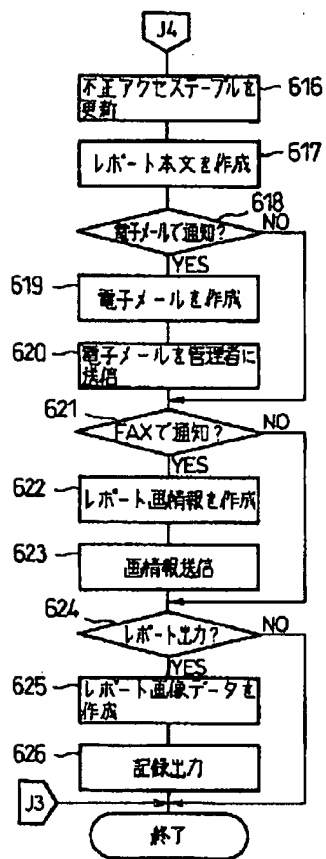 J4
不正アクセステーブルを
更新
616
レポート本文を作成
617
618
電子メールで通知?
NO
YES
619
電子メールを作成
620
電子メールを管理者に
送信
621
FAXで通知?
NO
YES
622
レポート画情報を作成
623
画情報送信
624
レポート出力?
NO
YES
625
レポート画像データを
作成
626
記録出力
J3
終了